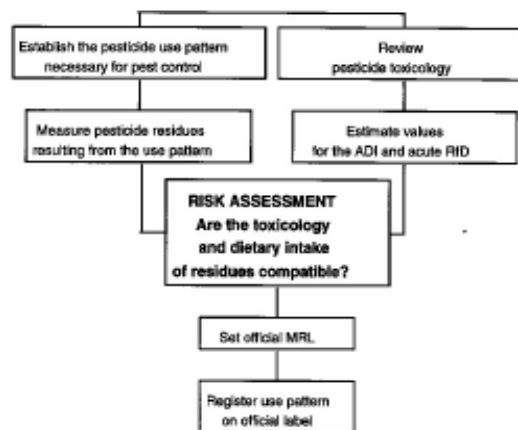 Establish the pesticide use pattern
necessary for pest control
Review
pesticide toxicology
Measure pesticide residues
resulting from the use pattern
Estimate values
for the ADI and acute RfD
RISK ASSESSMENT
Are the toxicology
and dietary intake
of residues compatible?
Set official MRL
Register use pattern
on official label